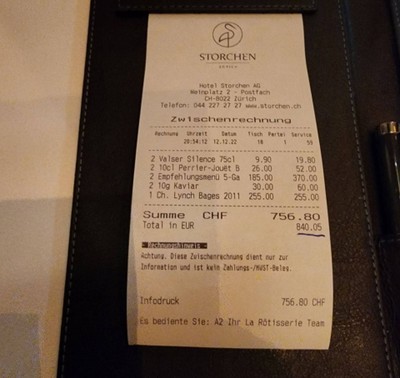 STORCHEN
ZÜRICH
Hotel Storchen AG
Weinplatz 2 - Postfach
CH-8022 Zürich
Telefon: 044 227 27 27 www.storchen.ch
Zwischenrechnung
Rechnung Uhrzeit Datum Tisch Partei Service
20:54:12 12.12.22 16 1 55
2 Valser Silence 75cl 9.90 19.80
2 10cl Perrier-Jouët B 26.00 52.00
2 Empfehlungsmenü 5-Ga 185.00 370.00
2 10g Kaviar 30.00 60.00
1 Ch. Lynch Bages 2011 255.00 255.00
Summe CHF 756.80
Total in EUR 840.05
- Rechnungshinweis: -
Achtung. Diese Zwischenrechnung dient nur zur
Information und ist kein Zahlungs-/MWST-Beleg.
Infodruck 756.80 CHF
Es bediente Sie: A2 Ihr La Rôtisserie Team